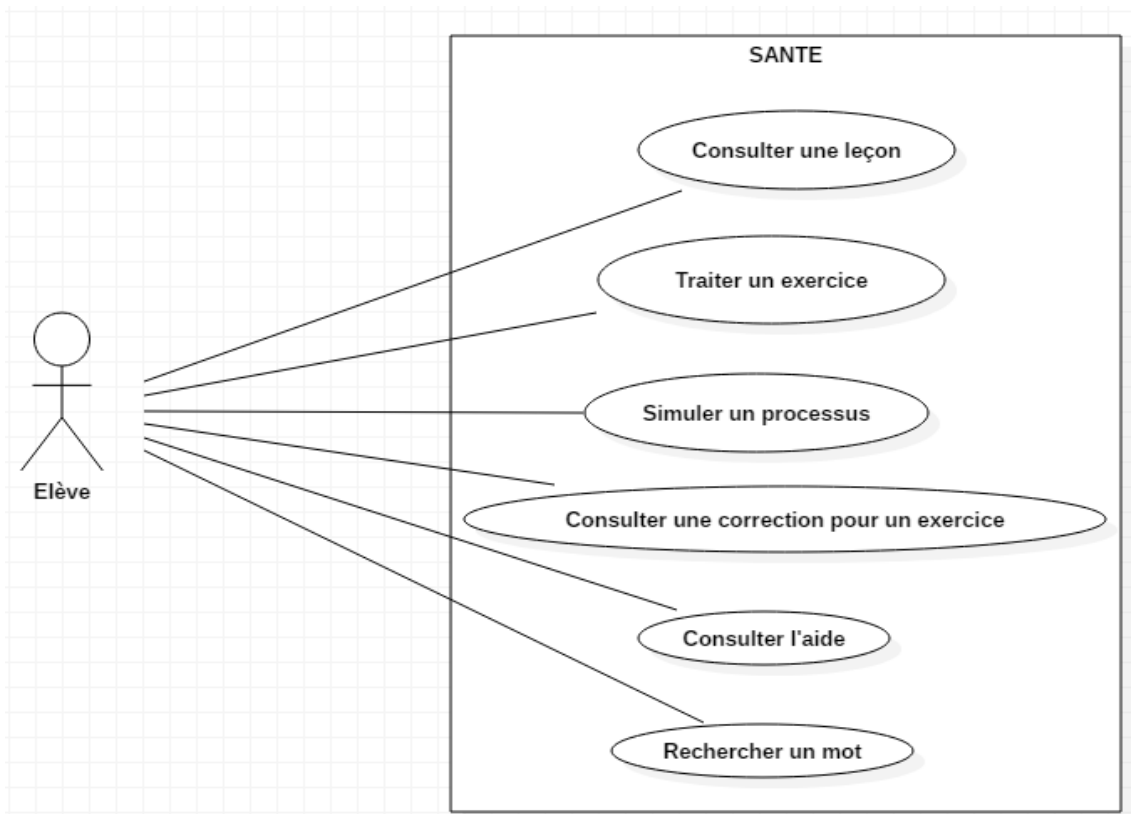 SANTE
Consulter une leçon
Traiter un exercice
Simuler un processus
Elève
Consulter une correction pour un exercice
Consulter l'aide
Rechercher un mot